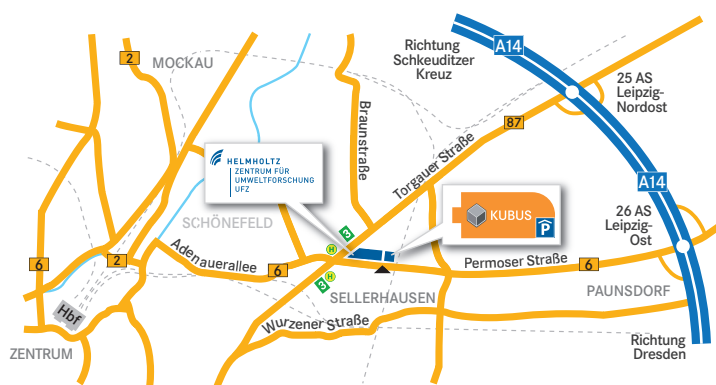 Richtung
Schkeuditzer
Kreuz
A14
2
MOCKAU
25 AS
Leipzig-
Nordost
Braunstraße
87
Torgauer Straße
HELMHOLTZ
ZENTRUM FÜR
UMWELTFORSCHUNG
UFZ
A14
KUBUS
P
26 AS
Leipzig-
Ost
SCHÖNEFELD
3
H
Adenauerallee
6
2
6
Permoser Straße
6
H
3
SELLERHAUSEN
PAUNSDORF
Hbf
Wurzener Straße
ZENTRUM
Richtung
Dresden